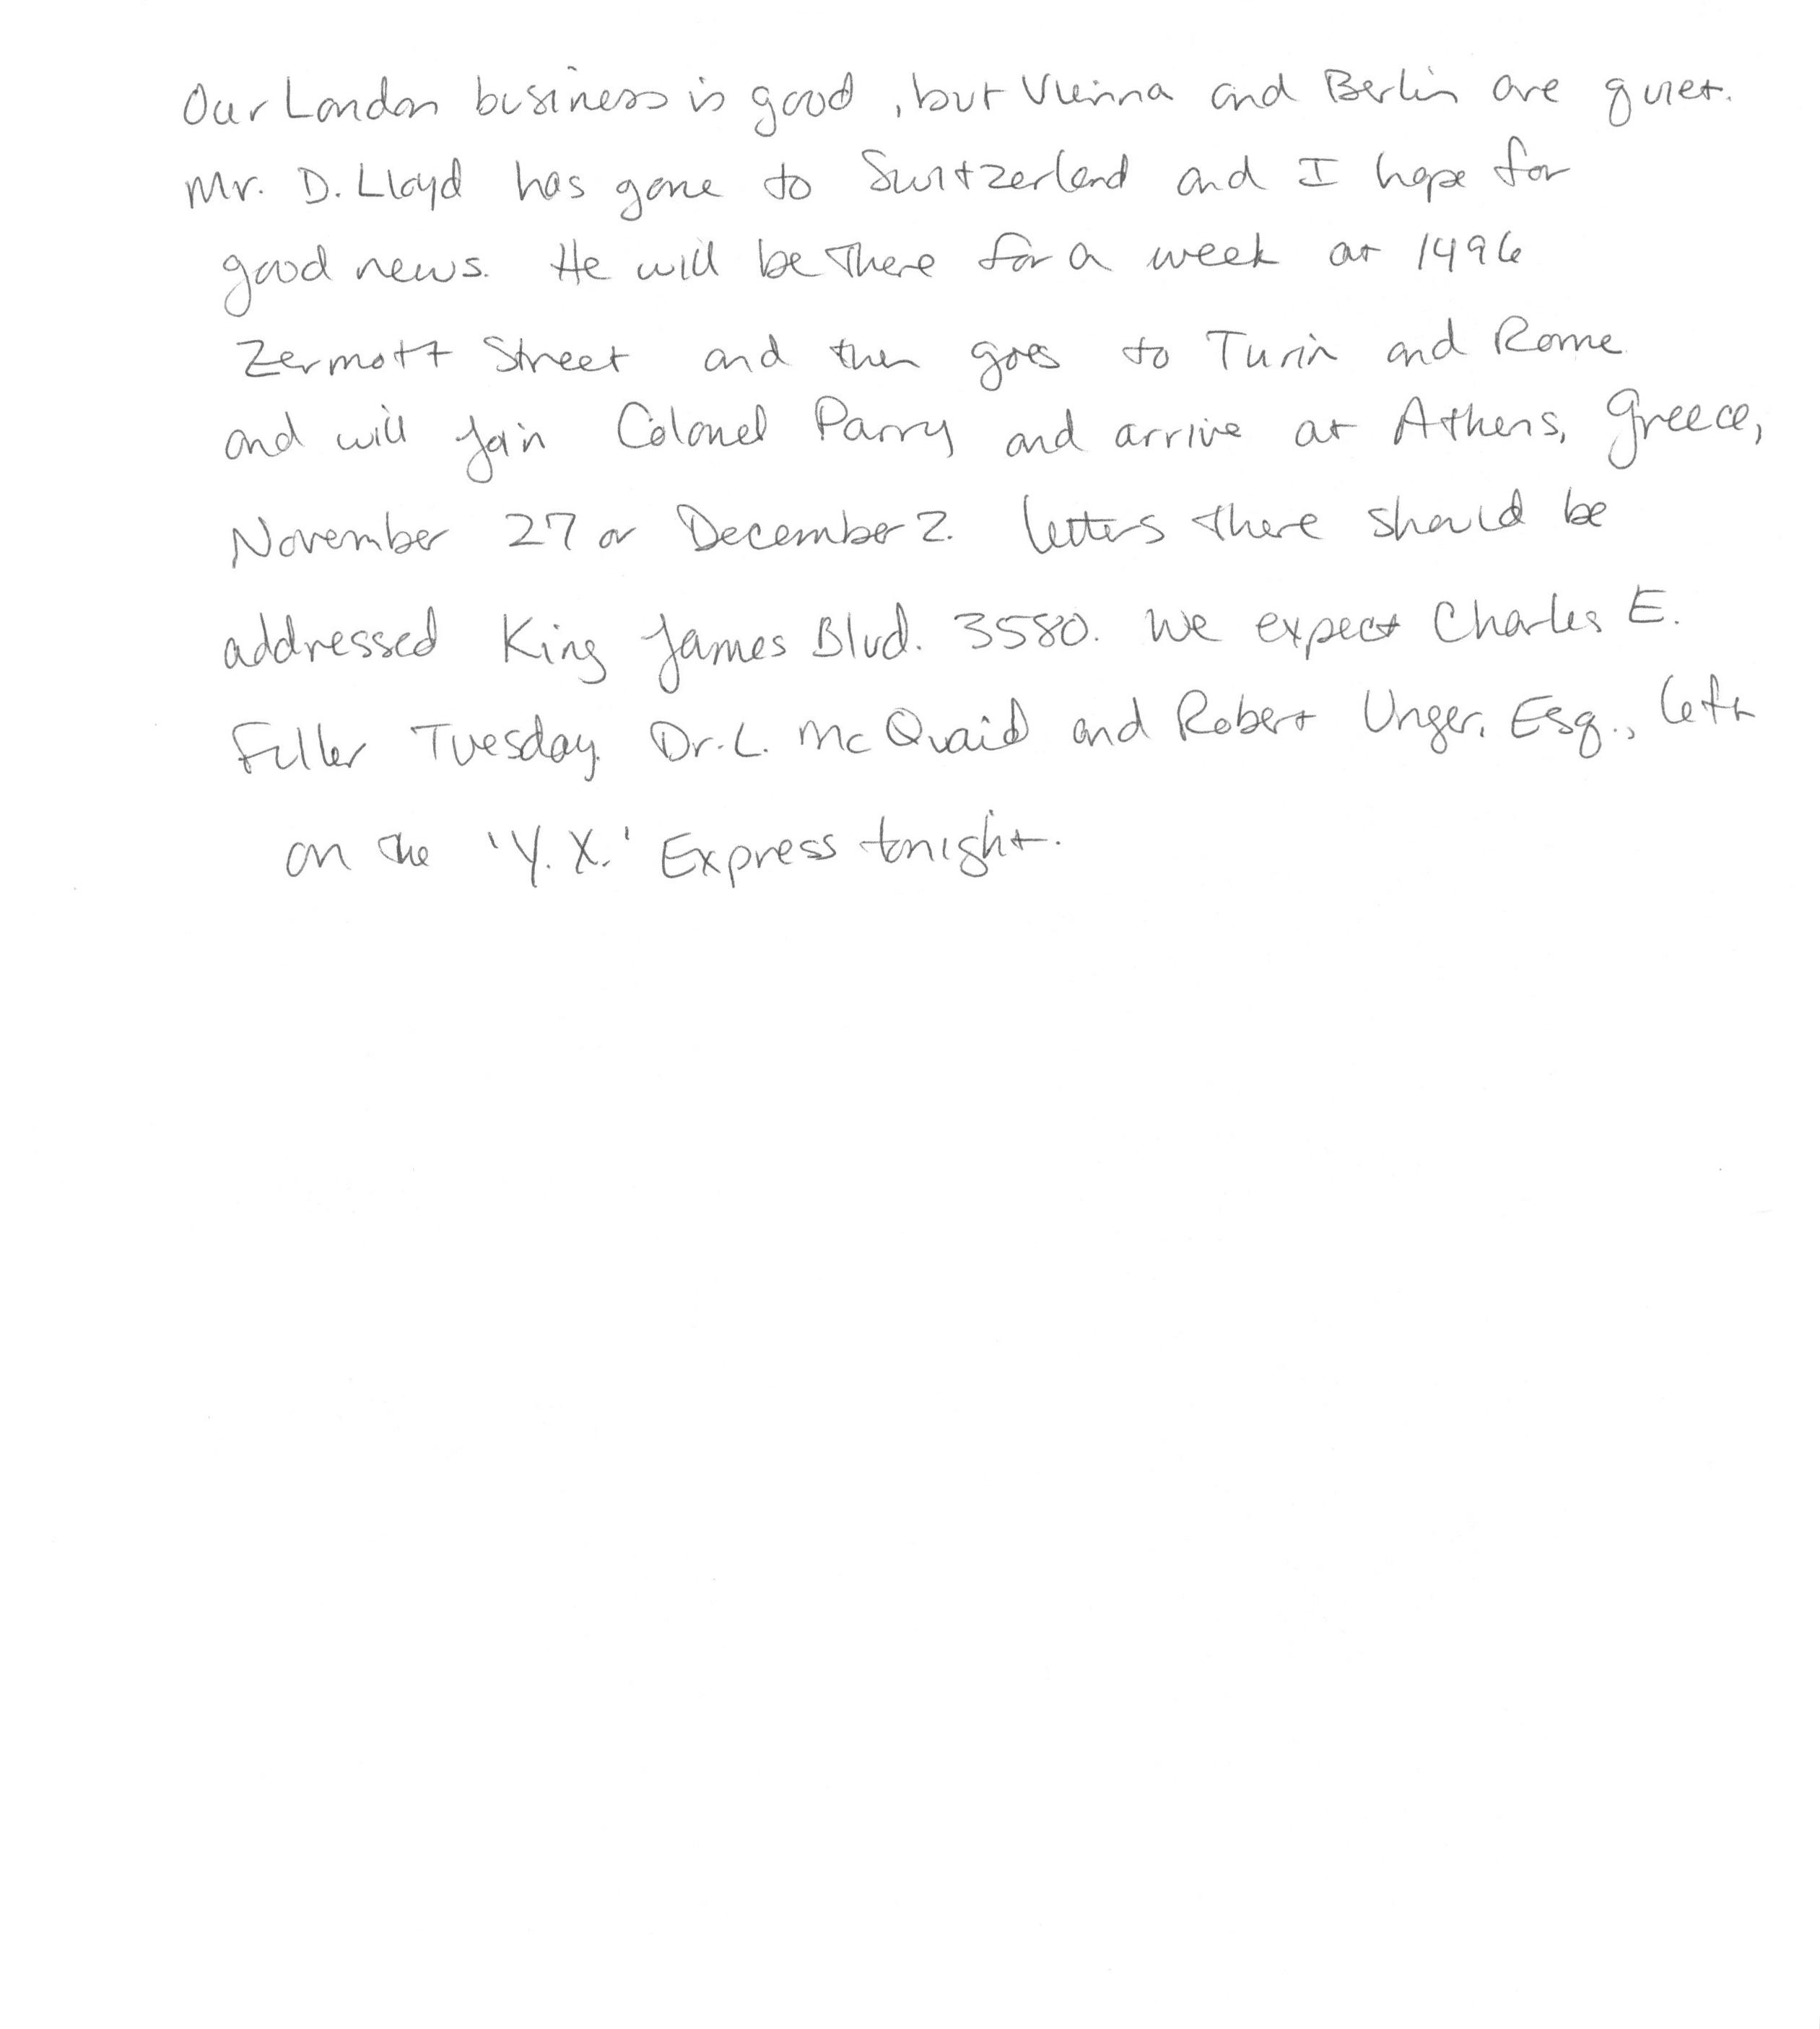 Our London business is good, but Vienna and Berlin are quiet.
Mr. D. Lloyd has gone to Switzerland and I hope for
good news. He will be there for a week at 1496
Zermott Street and then goes to Turin and Rome
and will join Colonel Parry and arrive at Athens, Greece,
November 27 or December 2. Letters there should be
addressed King James Blvd. 3580. We expect Charles E.
Fuller Tuesday. Dr. L. McQuaid and Robert Unger, Esq., left
on the 'Y.X.' Express tonight.